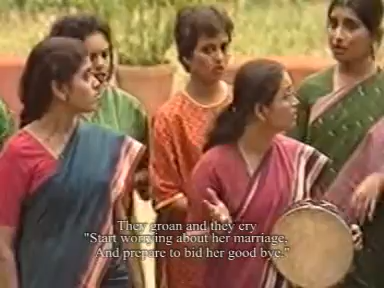 They groan and they cry
"Start worrying about her marriage,
And prepare to bid her good bye."